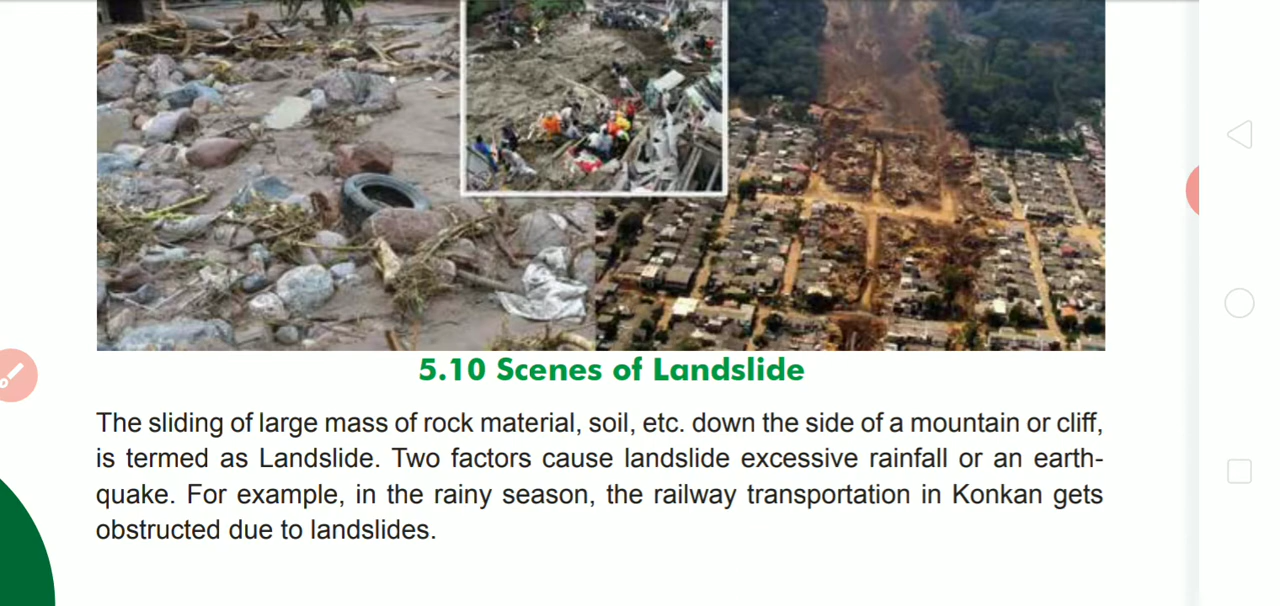 5.10 Scenes of Landslide
The sliding of large mass of rock material, soil, etc. down the side of a mountain or cliff,
is termed as Landslide. Two factors cause landslide excessive rainfall or an earth-
quake. For example, in the rainy season, the railway transportation in Konkan gets
obstructed due to landslides.